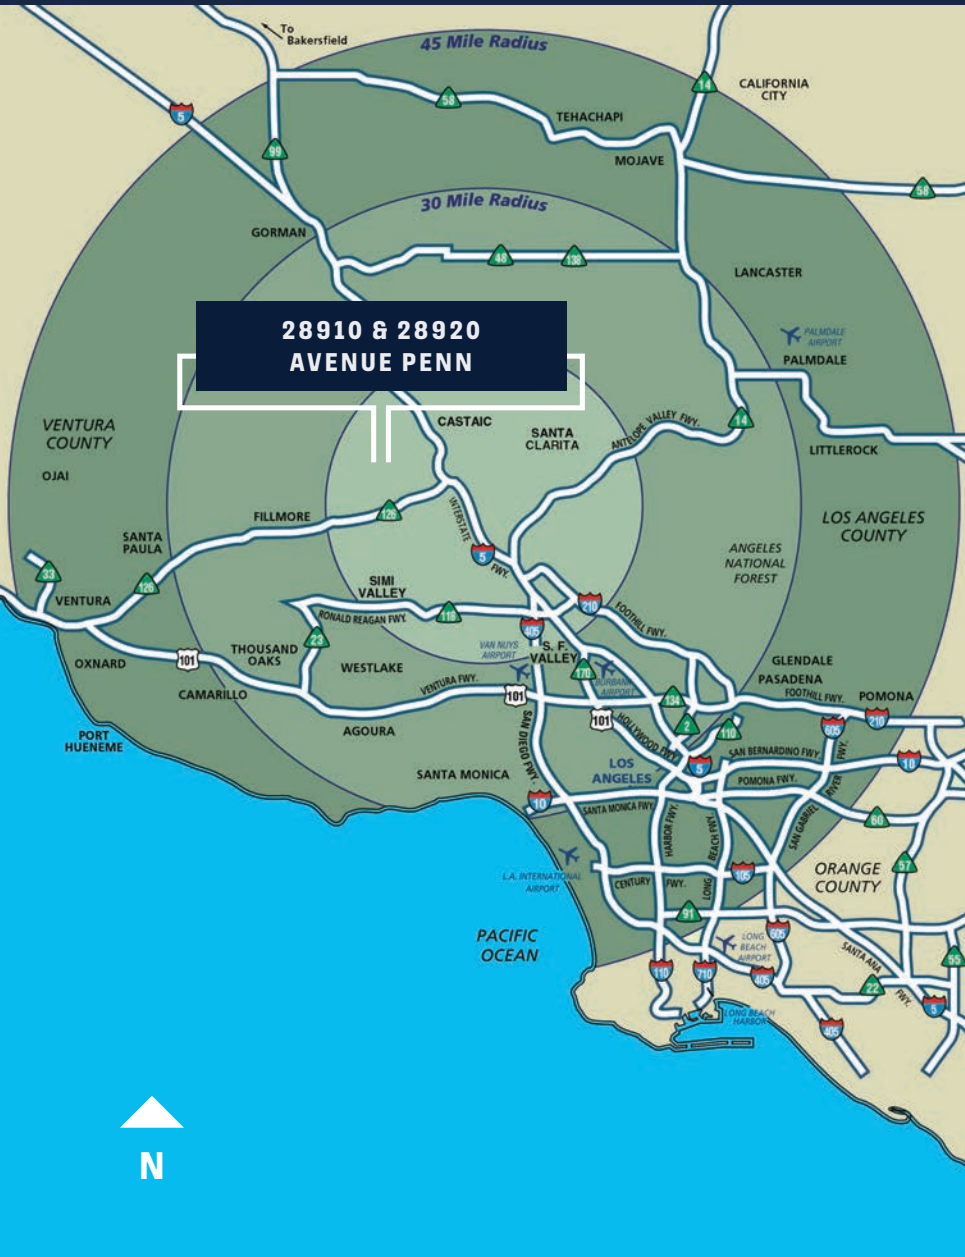 To
Bakersfield
45 Mile Radius
14
CALIFORNIA
CITY
58
5
TEHACHAPI
99
MOJAVE
58
30 Mile Radius
GORMAN
48
138
LANCASTER
28910 & 28920
AVENUE PENN
PALMDALE
AIRPORT
PALMDALE
VENTURA
COUNTY
CASTAIC
SANTA
CLARITA
ANTELOPE VALLEY FWY.
14
LITTLEROCK
OJAI
126
FILLMORE
INTERSTATE
5
FWY.
LOS ANGELES
COUNTY
SANTA
PAULA
ANGELES
NATIONAL
FOREST
33
126
VENTURA
SIMI
VALLEY
RONALD REAGAN FWY.
118
210
FOOTHILL FWY.
405
23
THOUSAND
OAKS
VAN NUYS
AIRPORT
S. F.
VALLEY
170
BURBANK
AIRPORT
OXNARD
101
WESTLAKE
GLENDALE
PASADENA
CAMARILLO
VENTURA FWY.
101
134
FOOTHILL FWY.
POMONA
210
AGOURA
101
HOLLYWOOD FWY.
2
110
605
FWY.
PORT
HUENEME
SAN DIEGO FWY.
SAN BERNARDINO FWY.
10
SANTA MONICA
LOS
ANGELES
5
POMONA FWY.
SAN GABRIEL RIVER
10
SANTA MONICA FWY.
HARBOR FWY.
LONG BEACH FWY.
60
L.A. INTERNATIONAL
AIRPORT
CENTURY FWY.
105
ORANGE
COUNTY
57
91
PACIFIC
OCEAN
605
LONG
BEACH
AIRPORT
SANTA ANA
FWY.
55
110
710
405
22
5
LONG BEACH
HARBOR
405
N